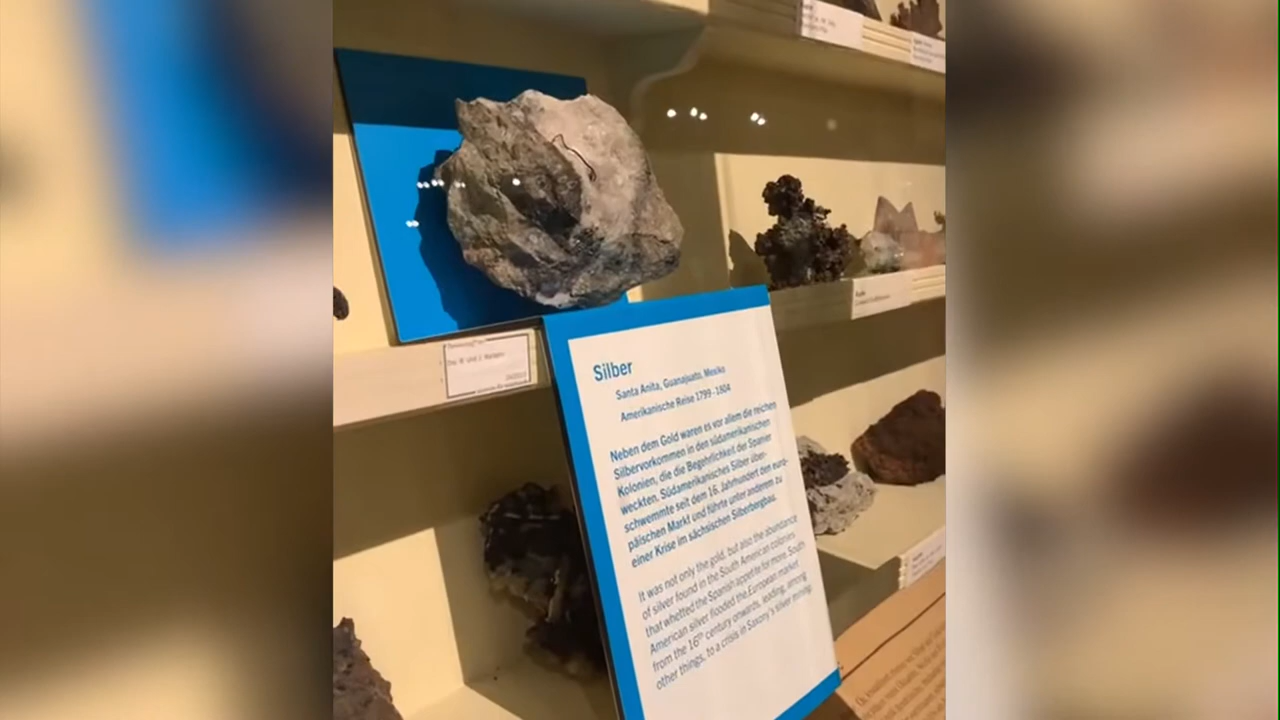 Silber
Santa Anita, Guanajuato, Mexiko
Amerikanische Reise 1799-1804
Neben dem Gold waren es vor allem die reichen
Silbervorkommen in den südamerikanischen
Kolonien, die die Begehrlichkeit der Spanier
weckten. Südamerikanisches Silber über-
schwemmte seit dem 16. Jahrhundert den euro-
päischen Markt und führte unter anderem zu
einer Krise im sächsischen Silberbergbau.
It was not only the gold, but also the abundance
of silver found in the South American colonies
that whetted the Spanish appetite for more. South
American silver flooded the European market
from the 16th century onwards, leading, among
other things, to a crisis in Saxony's silver mining.